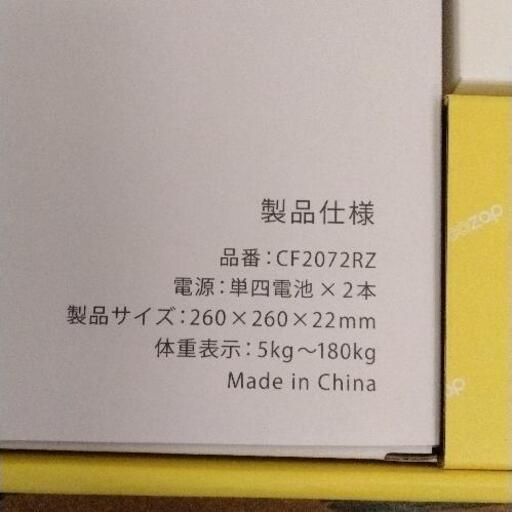 製品仕様
品番：CF2072RZ
電源：単四電池×2本
製品サイズ：260×260×22mm
体重表示：5kg～180kg
Made in China
zap